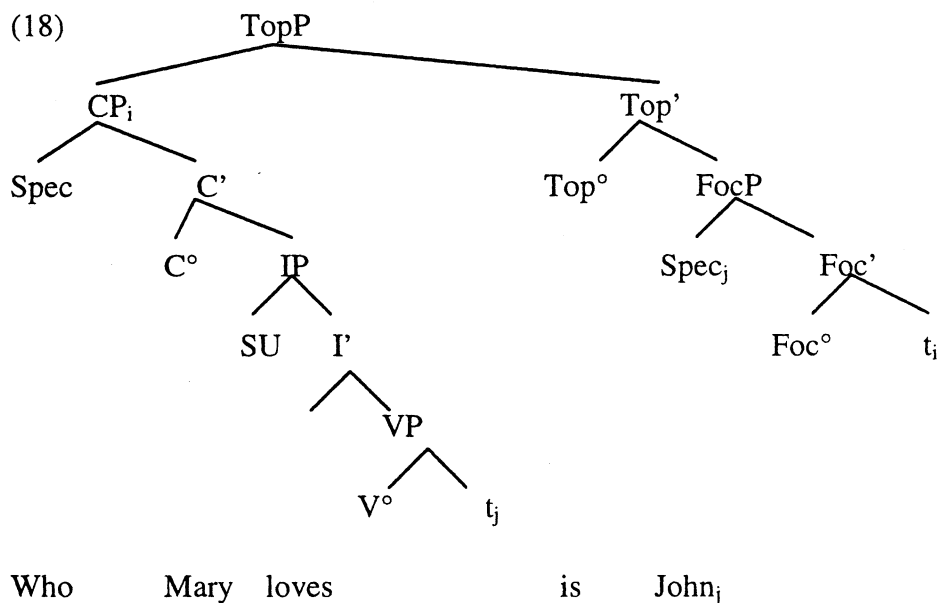 (18) TopP
CPi Top’
Spec C’ Top° FocP
C° IP Specj Foc’
SU I’ Foc° ti
VP
V° tj
Who Mary loves is Johnj